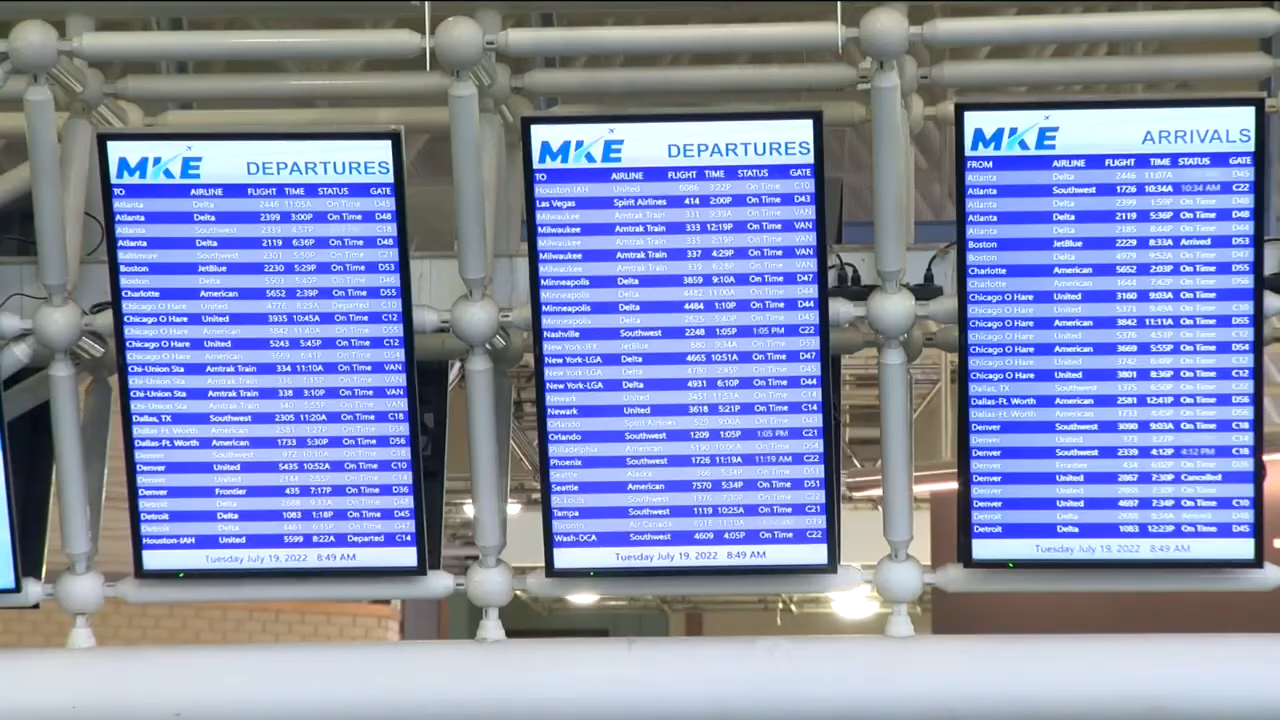 MKE DEPARTURES
TO AIRLINE FLIGHT TIME STATUS GATE
Atlanta Delta 2446 11:05A On Time D45
Atlanta Delta 2399 3:00P On Time D48
Atlanta Southwest 2339 4:57P C18
Atlanta Delta 2119 6:36P On Time D48
Baltimore Southwest 2301 5:50P On Time C21
Boston JetBlue 2230 5:29P On Time D53
Boston Delta 5503 5:40P On Time D46
Charlotte American 5652 2:39P On Time D55
Chicago O Hare United 4776 8:29A Departed C10
Chicago O Hare United 3935 10:45A On Time C12
Chicago O Hare American 3842 11:40A On Time D55
Chicago O Hare United 5243 5:45P On Time C12
Chicago O Hare American 3669 6:41P On Time D54
Chi-Union Sta Amtrak Train 334 11:10A On Time VAN
Chi-Union Sta Amtrak Train 336 1:15P On Time VAN
Chi-Union Sta Amtrak Train 338 3:10P On Time VAN
Chi-Union Sta Amtrak Train 340 5:55P On Time VAN
Dallas, TX Southwest 2305 11:20A On Time C18
Dallas-Ft. Worth American 2581 1:27P On Time D56
Dallas-Ft. Worth American 1733 5:30P On Time D56
Denver Southwest 972 10:10A On Time C18
Denver United 5435 10:52A On Time C10
Denver United 2144 2:55P On Time C14
Denver Frontier 435 7:17P On Time D36
Detroit Delta 2688 9:37A On Time D48
Detroit Delta 1083 1:18P On Time D45
Detroit Delta 4461 6:35P On Time D47
Houston-IAH United 5599 8:22A Departed C14
Tuesday July 19, 2022 8:49 AM
MKE DEPARTURES
TO AIRLINE FLIGHT TIME STATUS GATE
Houston-IAH United 6086 3:22P On Time C10
Las Vegas Spirit Airlines 414 2:00P On Time D43
Milwaukee Amtrak Train 331 9:39A On Time VAN
Milwaukee Amtrak Train 333 12:19P On Time VAN
Milwaukee Amtrak Train 335 2:19P On Time VAN
Milwaukee Amtrak Train 337 4:29P On Time VAN
Milwaukee Amtrak Train 339 6:28P On Time VAN
Minneapolis Delta 3859 9:10A On Time D47
Minneapolis Delta 4482 11:00A On Time D44
Minneapolis Delta 4484 1:10P On Time D44
Minneapolis Delta 2625 5:40P On Time D45
Nashville Southwest 2248 1:05P 1:05 PM C22
New York-JFK JetBlue 680 9:34A On Time D53
New York-LGA Delta 4665 10:51A On Time D47
New York-LGA Delta 4780 2:45P On Time D45
New York-LGA Delta 4931 6:10P On Time D44
Newark United 3451 11:53A On Time C14
Newark United 3618 5:21P On Time C14
Orlando Spirit Airlines 529 9:00A On Time D43
Orlando Southwest 1209 1:05P 1:05 PM C21
Philadelphia American 5190 10:06A On Time D54
Phoenix Southwest 1726 11:19A 11:19 AM C22
Seattle Alaska 366 5:34P On Time D51
Seattle American 7570 5:34P On Time D51
St. Louis Southwest 1376 7:30P On Time C22
Tampa Southwest 1119 10:25A On Time C21
Toronto Air Canada 8916 11:10A D39
Wash-DCA Southwest 4609 4:05P On Time C22
Tuesday July 19, 2022 8:49 AM
MKE ARRIVALS
FROM AIRLINE FLIGHT TIME STATUS GATE
Atlanta Delta 2446 11:07A D45
Atlanta Southwest 1726 10:34A 10:34 AM C22
Atlanta Delta 2399 1:59P On Time D48
Atlanta Delta 2119 5:36P On Time D48
Atlanta Delta 2185 8:44P On Time D44
Boston JetBlue 2229 8:33A Arrived D53
Boston Delta 4979 9:52A On Time D47
Charlotte American 5652 2:03P On Time D55
Charlotte American 1644 7:42P On Time D56
Chicago O Hare United 3160 9:03A On Time
Chicago O Hare United 5371 9:49A On Time C10
Chicago O Hare American 3842 11:11A On Time D55
Chicago O Hare United 5376 4:51P On Time C12
Chicago O Hare American 3669 5:55P On Time D54
Chicago O Hare United 3742 6:48P On Time C12
Chicago O Hare United 3801 8:36P On Time C12
Dallas, TX Southwest 1375 6:50P On Time C22
Dallas-Ft. Worth American 2581 12:41P On Time D56
Dallas-Ft. Worth American 1733 4:45P On Time D56
Denver Southwest 3090 9:03A On Time C18
Denver United 373 3:27P C14
Denver Southwest 2339 4:12P 4:12 PM C18
Denver Frontier 434 6:02P On Time D36
Denver United 2867 7:30P Cancelled
Denver United 2868 7:30P On Time
Denver United 4697 7:34P On Time C10
Detroit Delta 2688 8:34A Arrived D48
Detroit Delta 1083 12:23P On Time D45
Tuesday July 19, 2022 8:49 AM